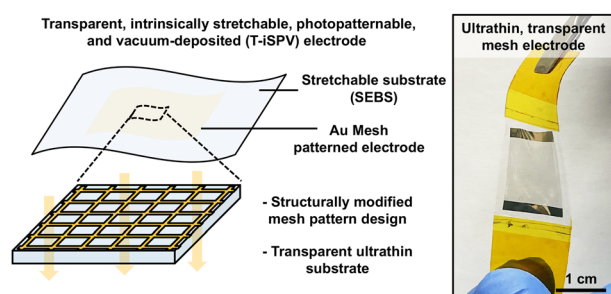 Transparent, intrinsically stretchable, photopatternable,
and vacuum-deposited (T-iSPV) electrode
Stretchable substrate
(SEBS)
Au Mesh
patterned electrode
- Structurally modified
mesh pattern design
- Transparent ultrathin
substrate
Ultrathin, transparent
mesh electrode
1 cm